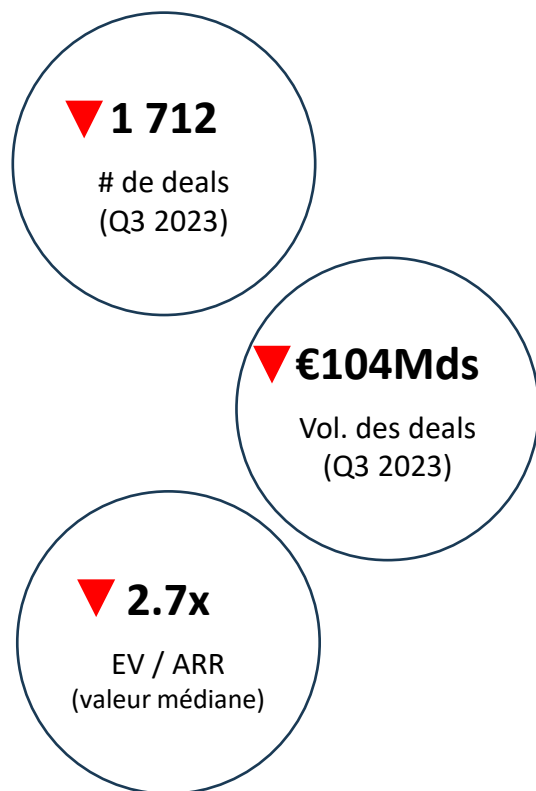 1 712
# de deals
(Q3 2023)
€104Mds
Vol. des deals
(Q3 2023)
2.7x
EV / ARR
(valeur médiane)